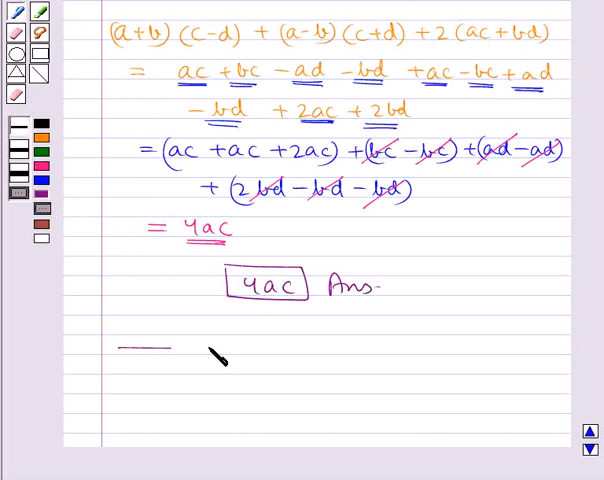 (a+b) (c-d) + (a-b) (c+d) + 2 (ac + bd)
= ac + bc - ad - bd + ac - bc + ad
- bd + 2ac + 2bd
= (ac + ac + 2ac) + (bc - bc) + (ad - ad)
+ (2bd - bd - bd)
= 4ac
4ac Ans.